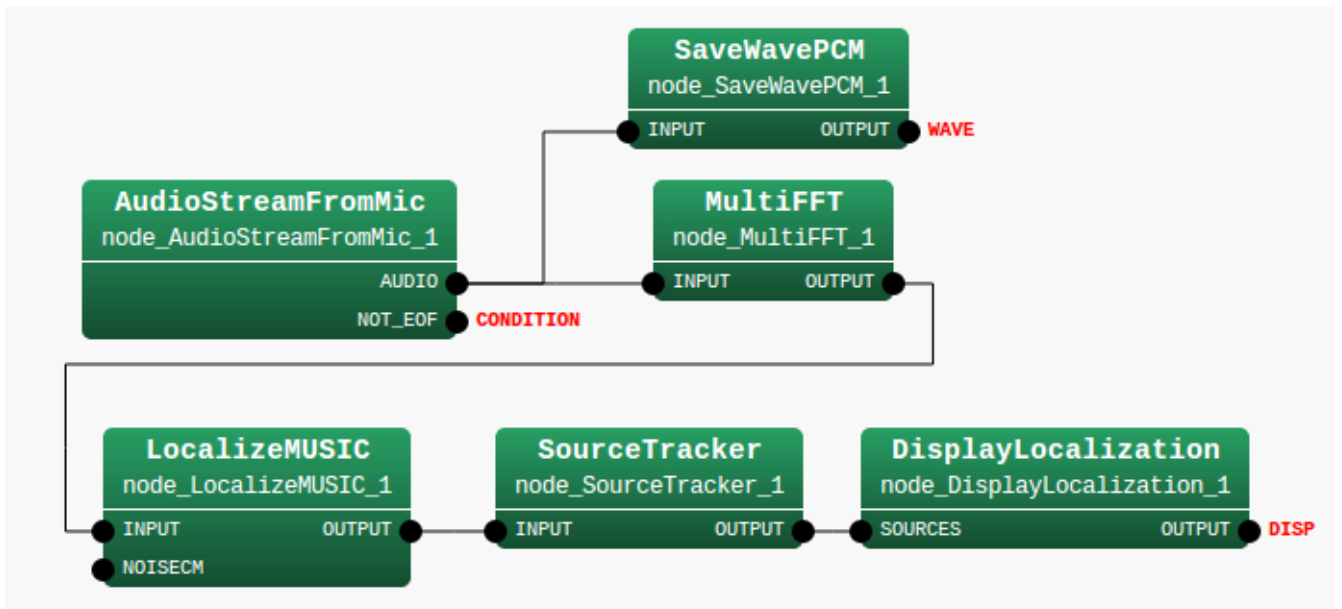 SaveWavePCM
node_SaveWavePCM_1
INPUT OUTPUT WAVE
AudioStreamFromMic
node_AudioStreamFromMic_1
AUDIO
NOT_EOF CONDITION
MultiFFT
node_MultiFFT_1
INPUT OUTPUT
LocalizeMUSIC
node_LocalizeMUSIC_1
INPUT OUTPUT
NOISECM
SourceTracker
node_SourceTracker_1
INPUT OUTPUT
DisplayLocalization
node_DisplayLocalization_1
SOURCES OUTPUT DISP